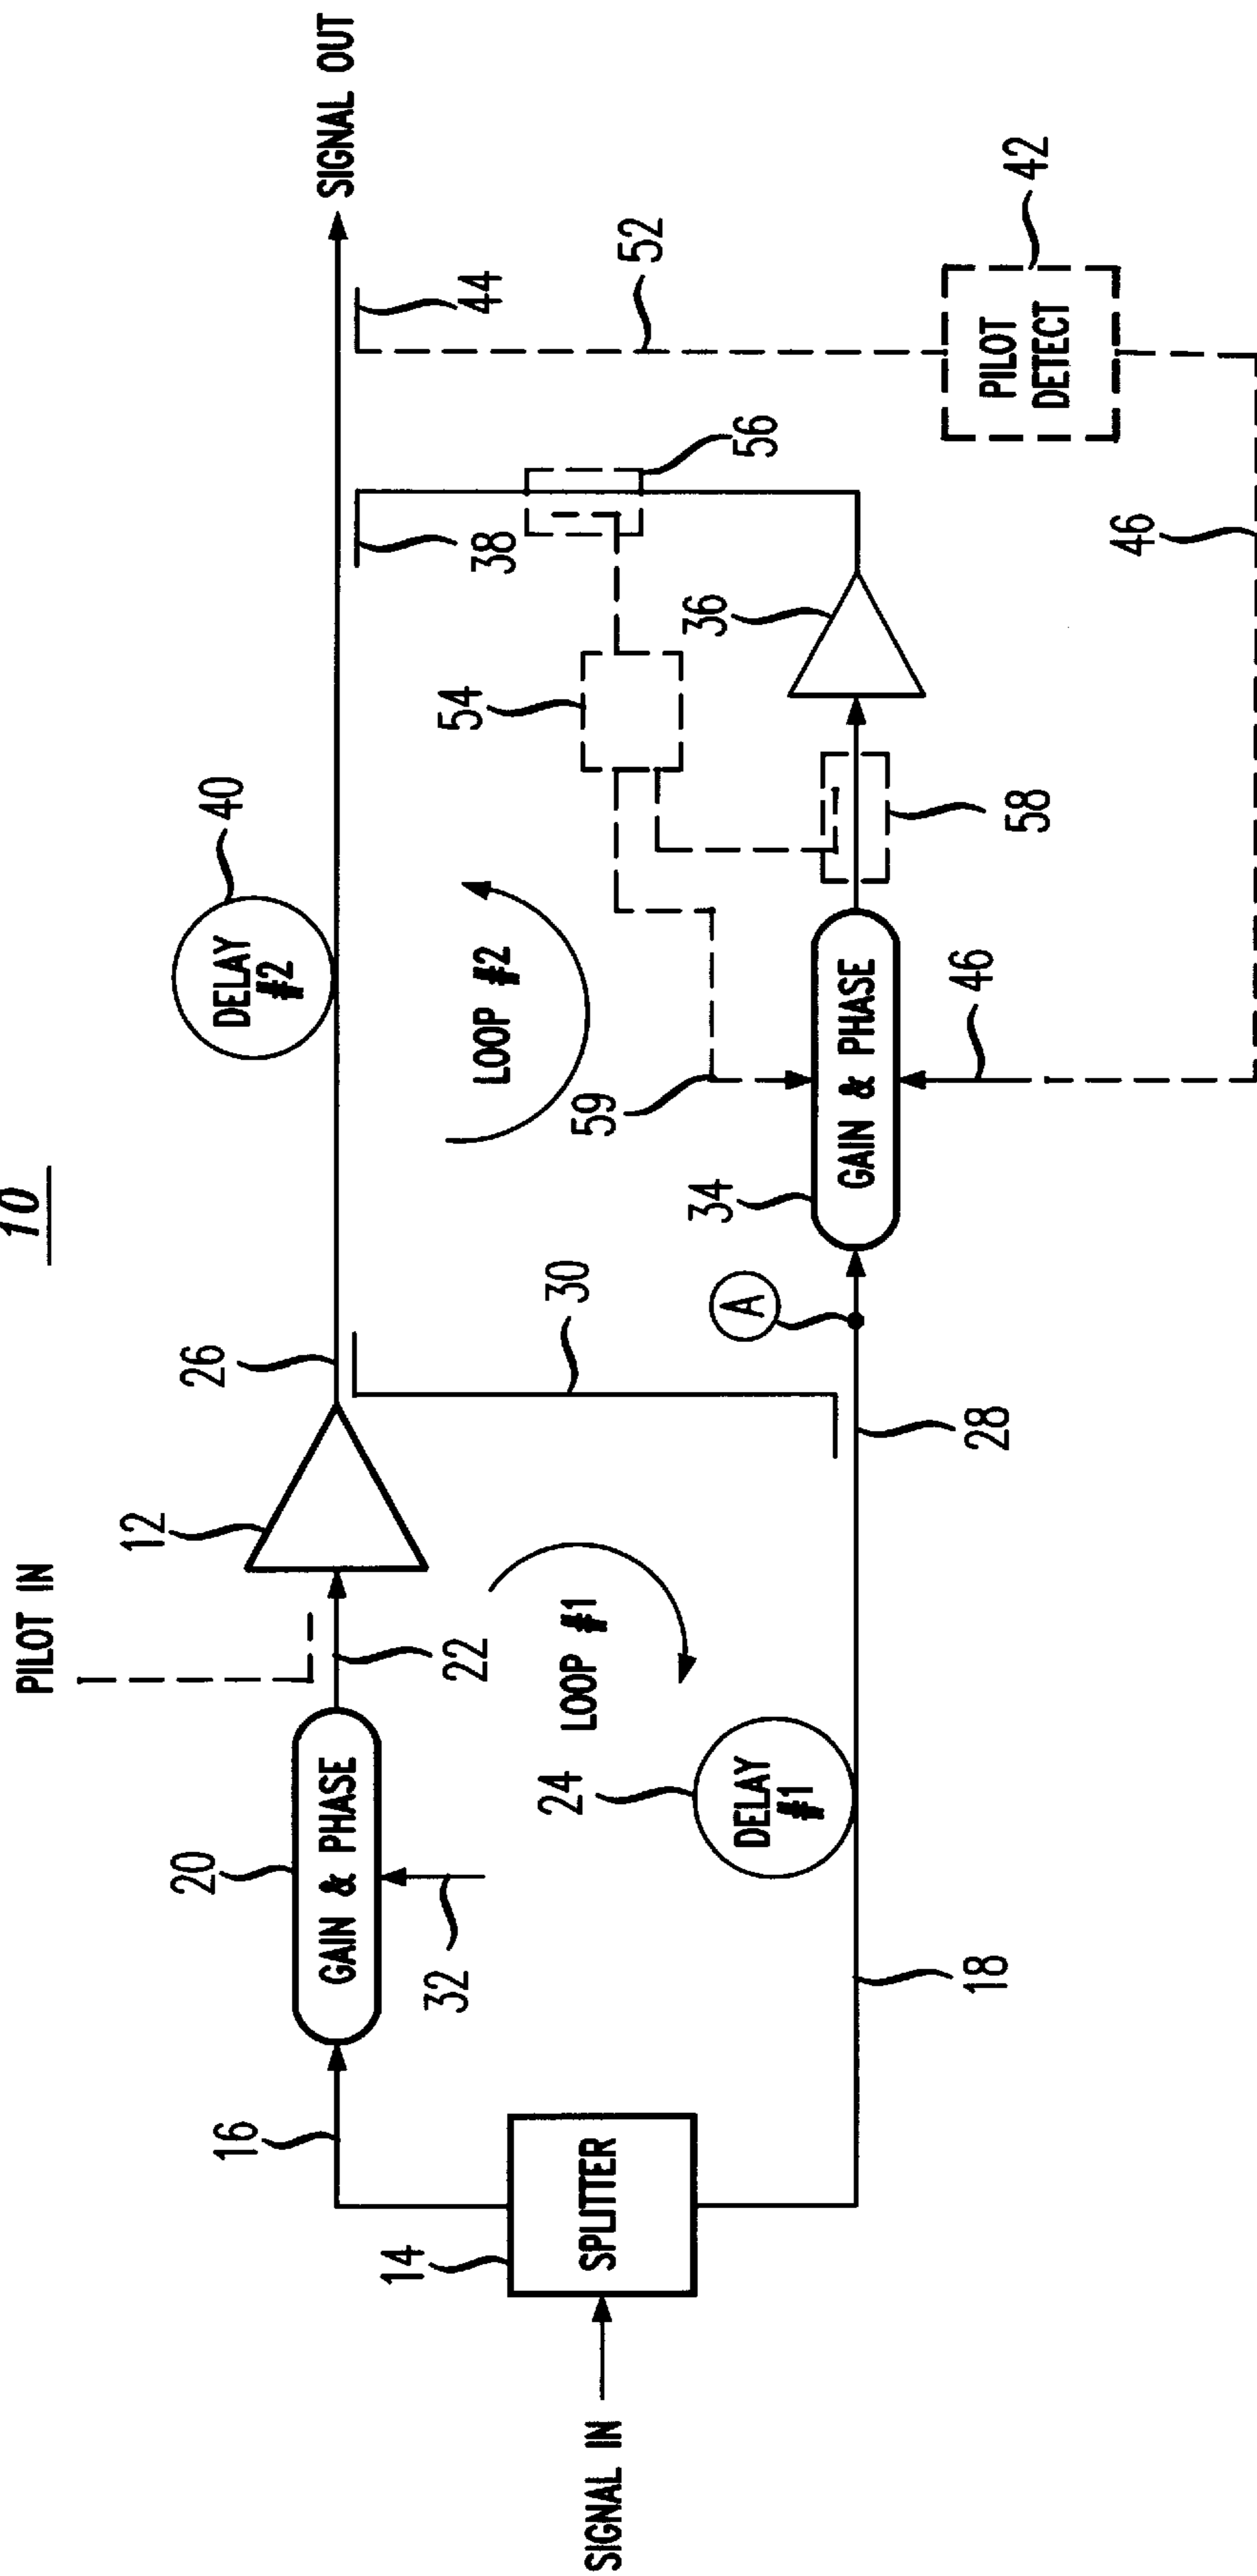 10
PILOT IN
12
26
20
GAIN & PHASE
22
32
16
14
SPLITTER
SIGNAL IN
LOOP #1
24
DELAY
#1
18
28
30
A
40
DELAY
#2
LOOP #2
59
34
GAIN & PHASE
46
58
54
36
38
56
44
52
SIGNAL OUT
42
PILOT
DETECT
46